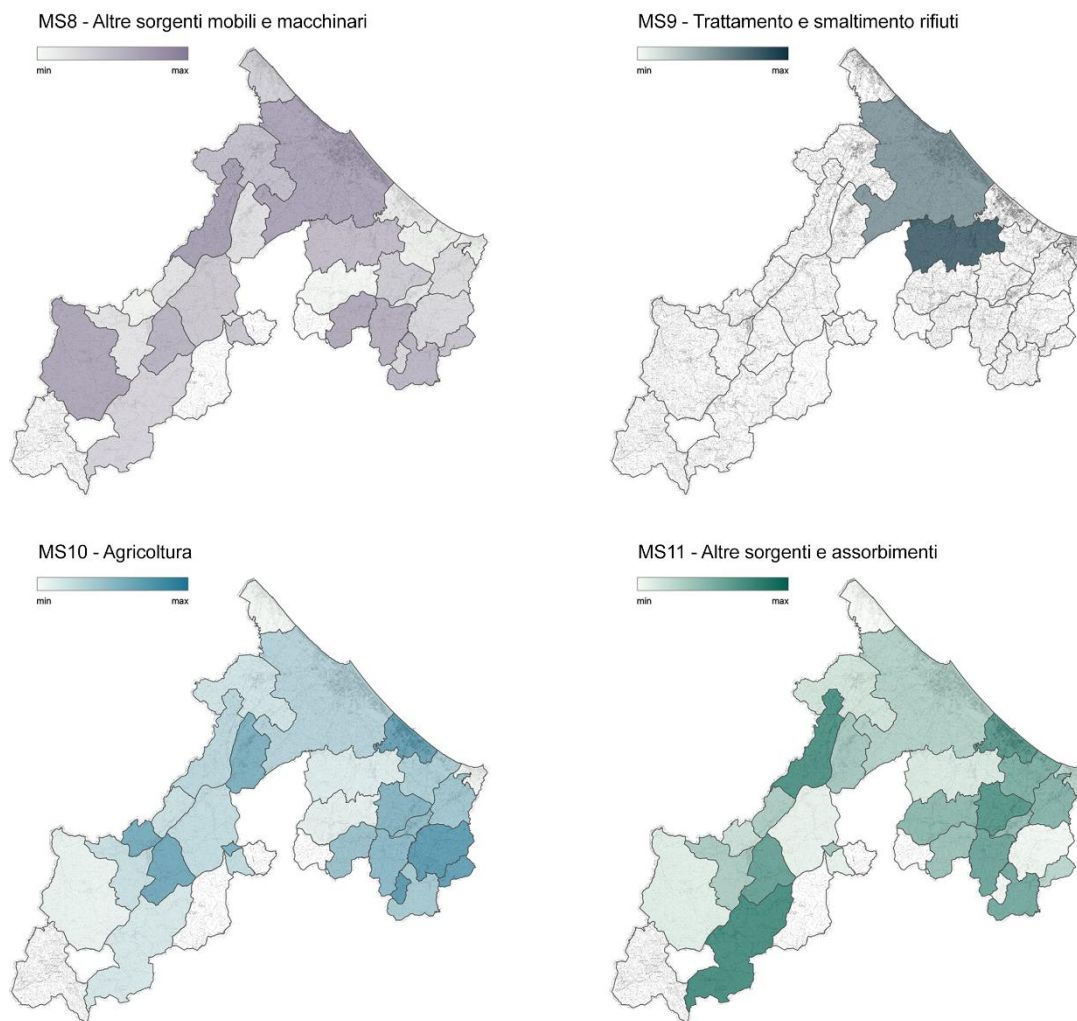 MS8 - Altre sorgenti mobili e macchinari
min max
MS9 - Trattamento e smaltimento rifiuti
min max
MS10 - Agricoltura
min max
MS11 - Altre sorgenti e assorbimenti
min max